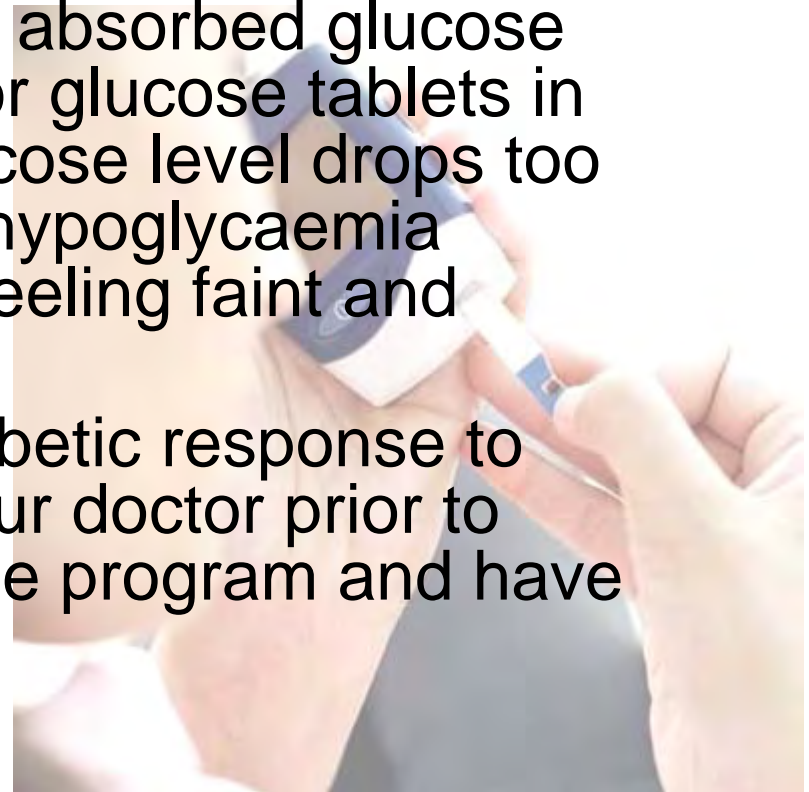 absorbed glucose
or glucose tablets in
cose level drops too
hypoglycaemia
eeling faint and
betic response to
ur doctor prior to
e program and have